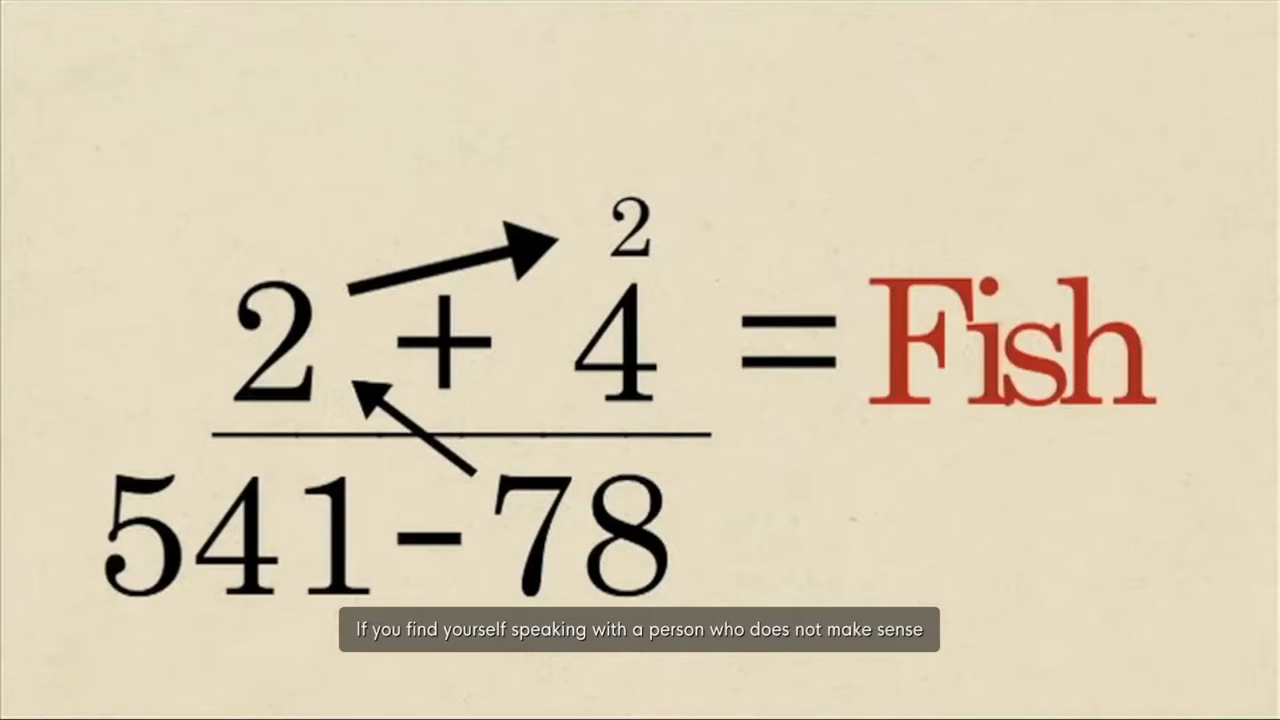 2
2 + 4 = Fish
541-78
If you find yourself speaking with a person who does not make sense